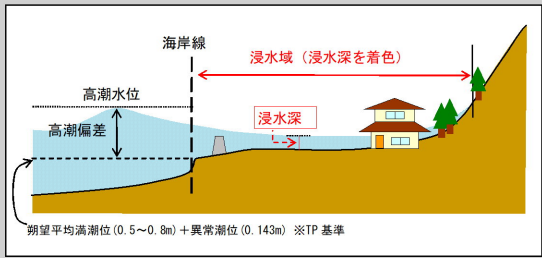 海岸線
浸水域（浸水深を着色）
高潮水位
高潮偏差
浸水深
朔望平均満潮位(0.5～0.8m)＋異常潮位(0.143m) ※TP 基準